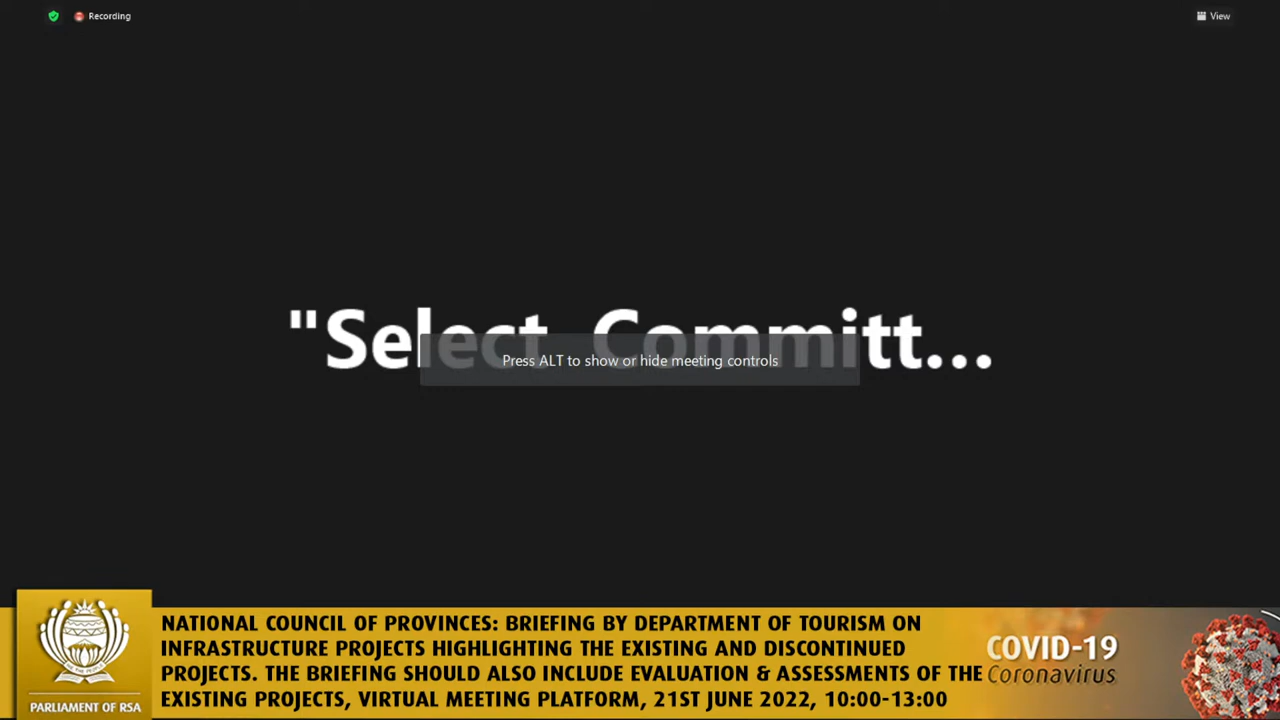 Recording
View
"Select Committ...
Press ALT to show or hide meeting controls
NATIONAL COUNCIL OF PROVINCES: BRIEFING BY DEPARTMENT OF TOURISM ON
INFRASTRUCTURE PROJECTS HIGHLIGHTING THE EXISTING AND DISCONTINUED
PROJECTS. THE BRIEFING SHOULD ALSO INCLUDE EVALUATION & ASSESSMENTS OF THE
EXISTING PROJECTS, VIRTUAL MEETING PLATFORM, 21ST JUNE 2022, 10:00-13:00
PARLIAMENT OF RSA
COVID-19
Coronavirus